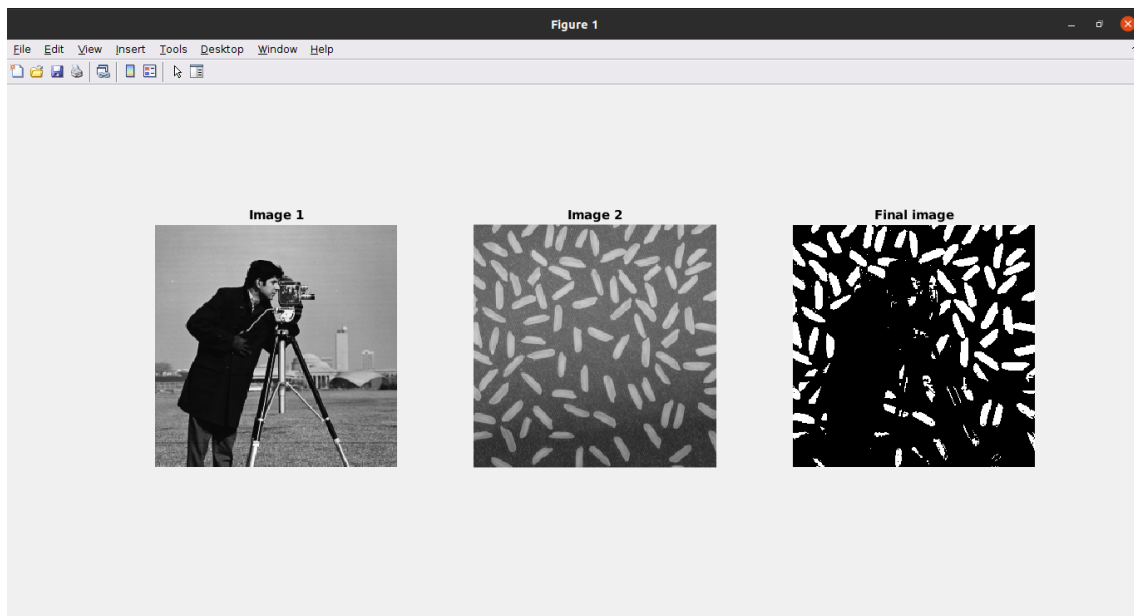 Figure 1
File Edit View Insert Tools Desktop Window Help
Image 1 Image 2 Final image